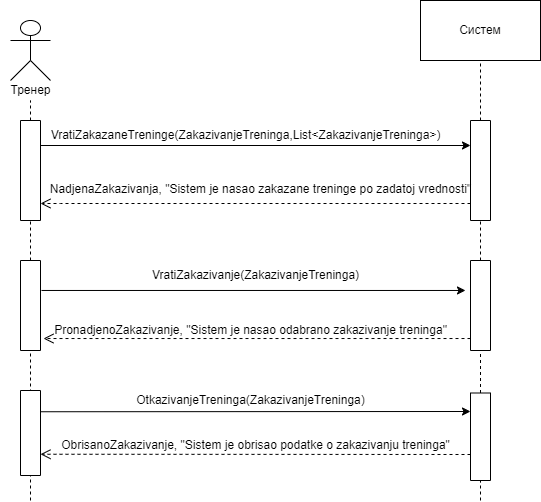 Систем
Тренер
VratiZakazaneTreninge(ZakazivanjeTreninga,List<ZakazivanjeTreninga>)
NadjenaZakazivanja, "Sistem je nasao zakazane treninge po zadatoj vrednosti"
VratiZakazivanje(ZakazivanjeTreninga)
PronadjenoZakazivanje, "Sistem je nasao odabrano zakazivanje treninga"
OtkazivanjeTreninga(ZakazivanjeTreninga)
ObrisanoZakazivanje, "Sistem je obrisao podatke o zakazivanju treninga"